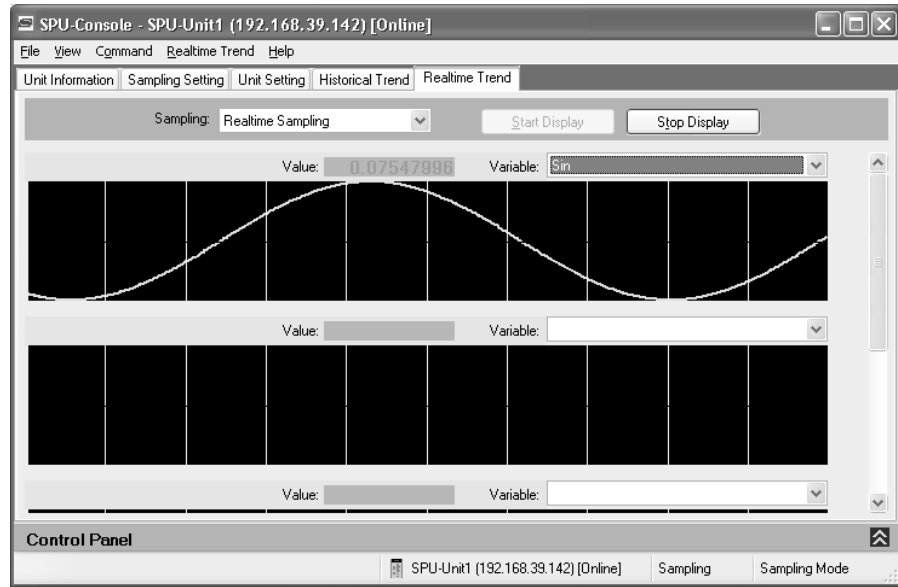 SPU-Console - SPU-Unit1 (192.168.39.142) [Online]
File View Command Realtime Trend Help
Unit Information Sampling Setting Unit Setting Historical Trend Realtime Trend
Sampling: Realtime Sampling Start Display Stop Display
Value: 0.07547996 Variable: Sin
Value: Variable:
Value: Variable:
Control Panel
SPU-Unit1 (192.168.39.142) [Online] Sampling Sampling Mode